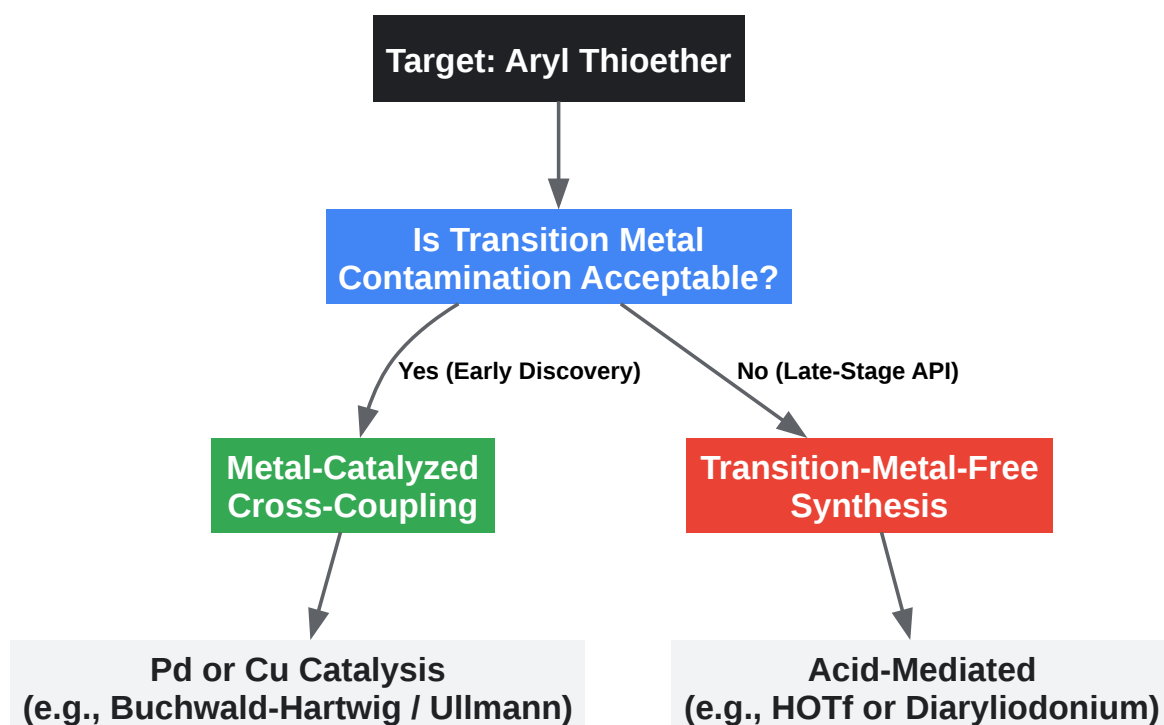 Target: Aryl Thioether
Is Transition Metal
Contamination Acceptable?
Yes (Early Discovery)
No (Late-Stage API)
Metal-Catalyzed
Cross-Coupling
Transition-Metal-Free
Synthesis
Pd or Cu Catalysis
(e.g., Buchwald-Hartwig / Ullmann)
Acid-Mediated
(e.g., HOTf or Diaryliodonium)